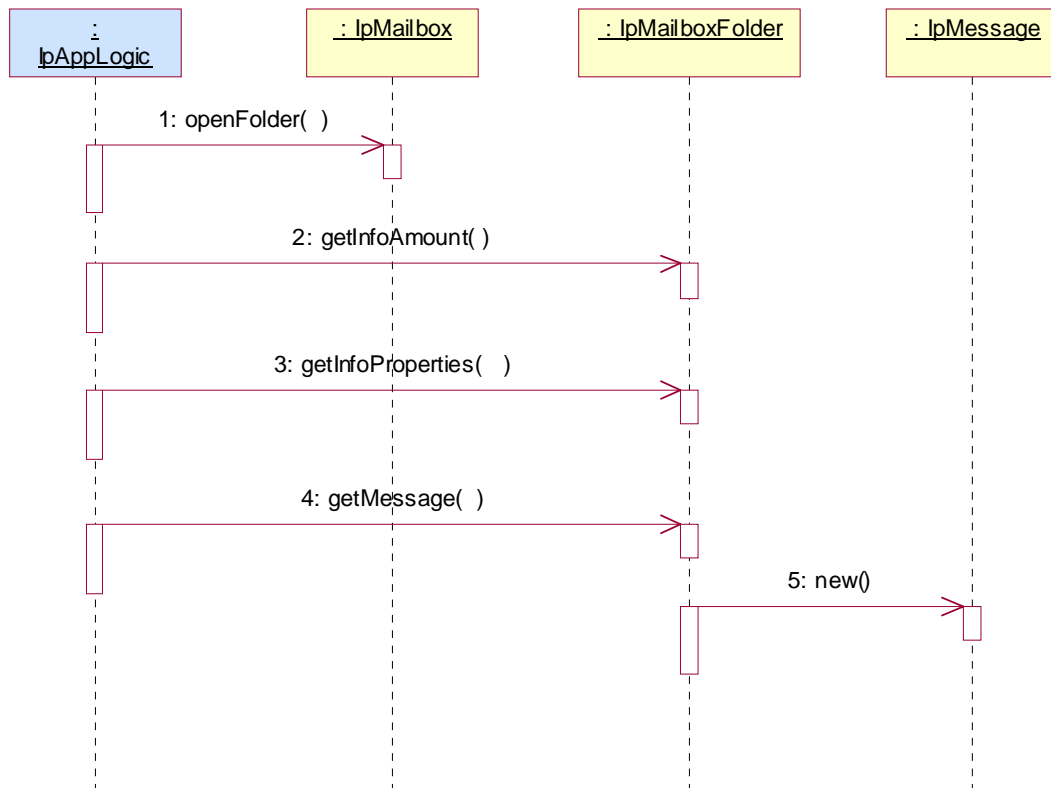 :
IpAppLogic
: IpMailbox
: IpMailboxFolder
: IpMessage
1: openFolder(  )
2: getInfoAmount( )
3: getInfoProperties(   )
4: getMessage(  )
5: new()